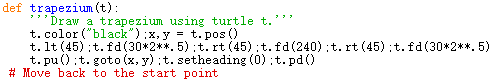 def trapezium(t):
'''Draw a trapezium using turtle t.'''
t.color("black");x,y = t.pos()
t.lt(45);t.fd(30*2**.5);t.rt(45);t.fd(240);t.rt(45);t.fd(30*2**.5)
t.pu();t.goto(x,y);t.setheading(0);t.pd()
# Move back to the start point